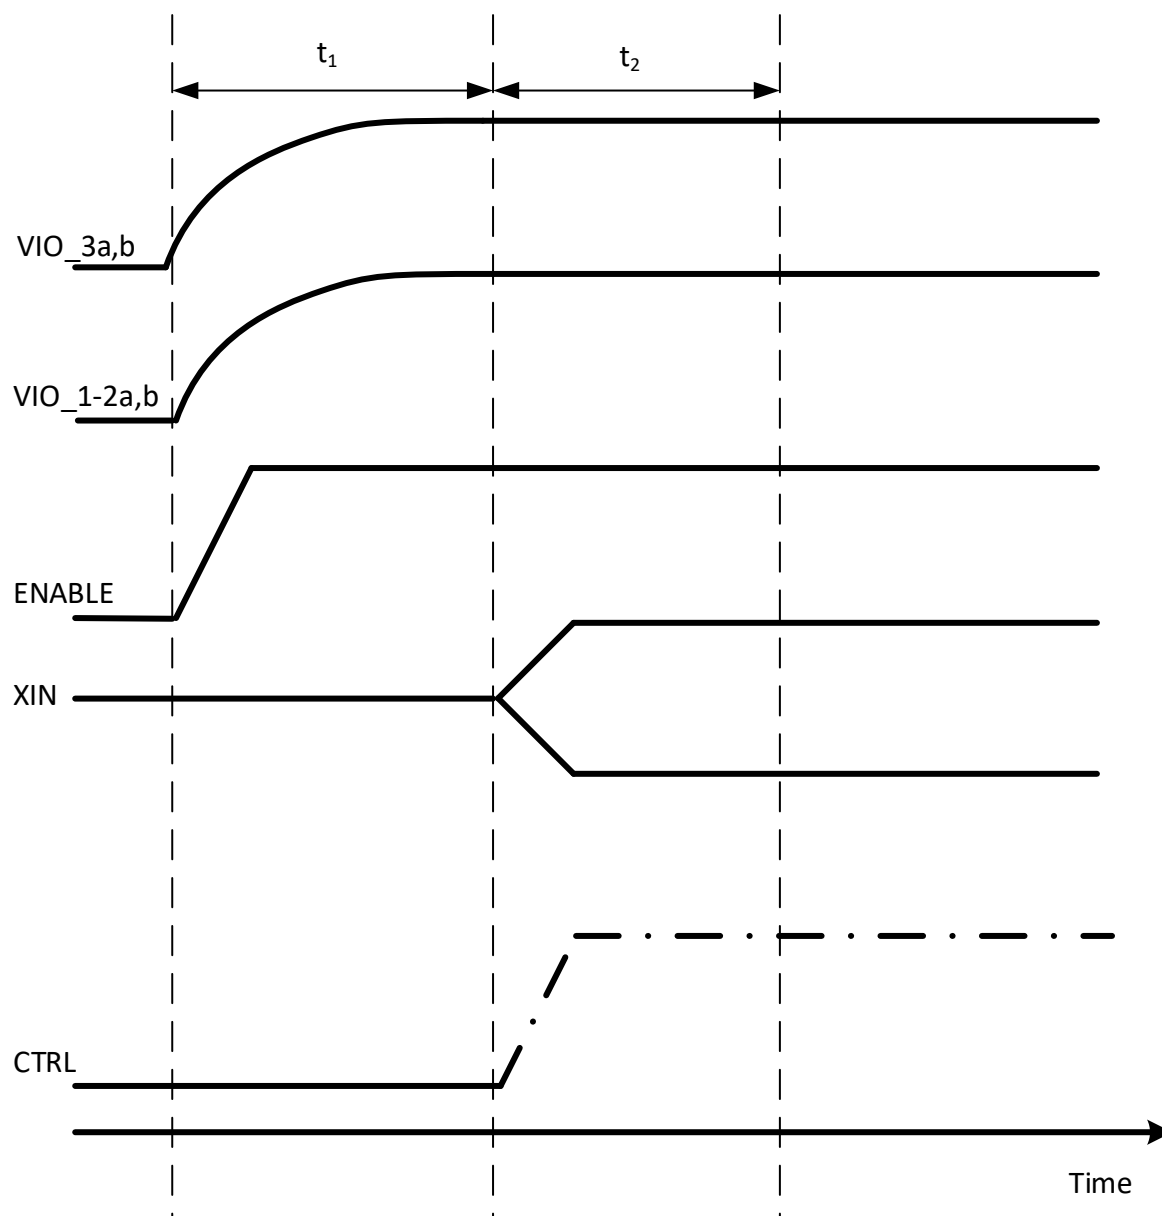 t₁
t₂
VIO_3a,b
VIO_1-2a,b
ENABLE
XIN
CTRL
Time